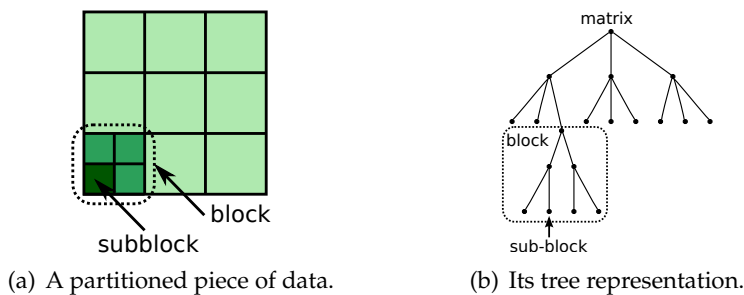 matrix
block
block
subblock
sub-block
(a) A partitioned piece of data.
(b) Its tree representation.